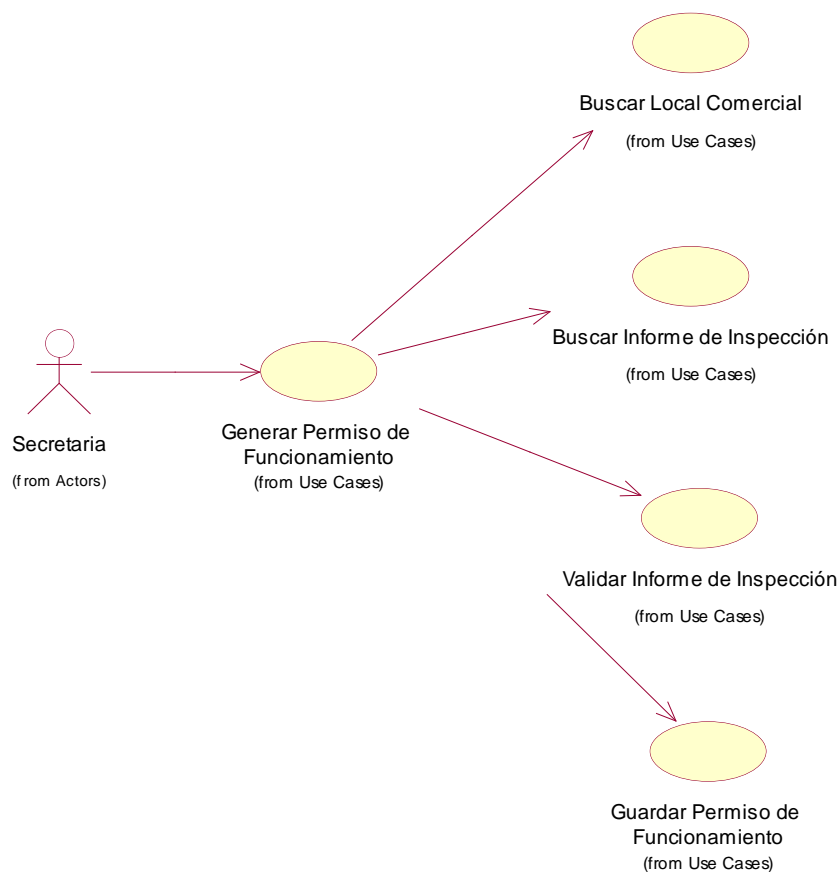 Buscar Local Comercial
(from Use Cases)
Buscar Informe de Inspección
(from Use Cases)
Secretaria
(from Actors)
Generar Permiso de
Funcionamiento
(from Use Cases)
Validar Informe de Inspección
(from Use Cases)
Guardar Permiso de
Funcionamiento
(from Use Cases)